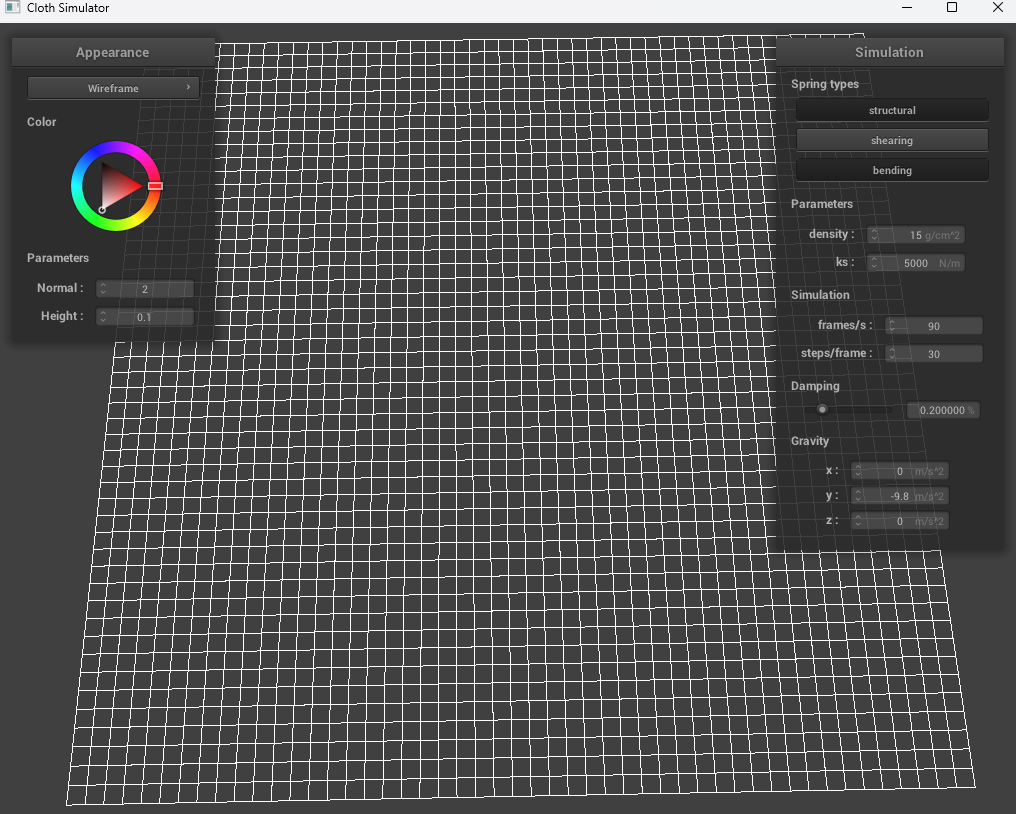 Cloth Simulator
Appearance
Wireframe
Color
Parameters
Normal : 2
Height : 0.1
Simulation
Spring types
structural
shearing
bending
Parameters
density : 15 g/cm^2
ks : 5000 N/m
Simulation
frames/s : 90
steps/frame : 30
Damping
0.200000 %
Gravity
x : 0 m/s^2
y : -9.8 m/s^2
z : 0 m/s^2